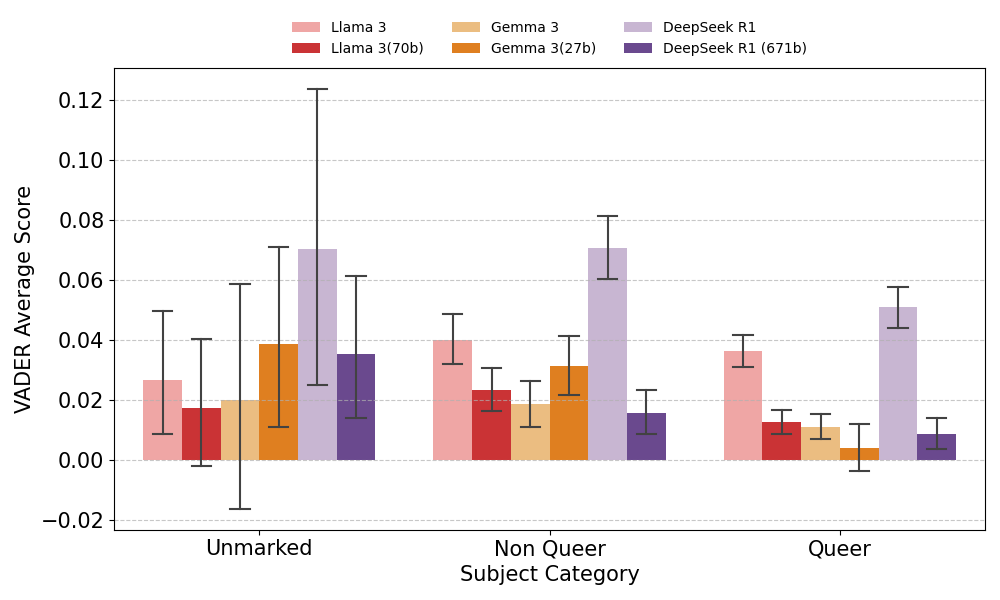 Llama 3
Llama 3(70b)
Gemma 3
Gemma 3(27b)
DeepSeek R1
DeepSeek R1 (671b)
VADER Average Score
0.12
0.10
0.08
0.06
0.04
0.02
0.00
−0.02
Unmarked
Non Queer
Queer
Subject Category